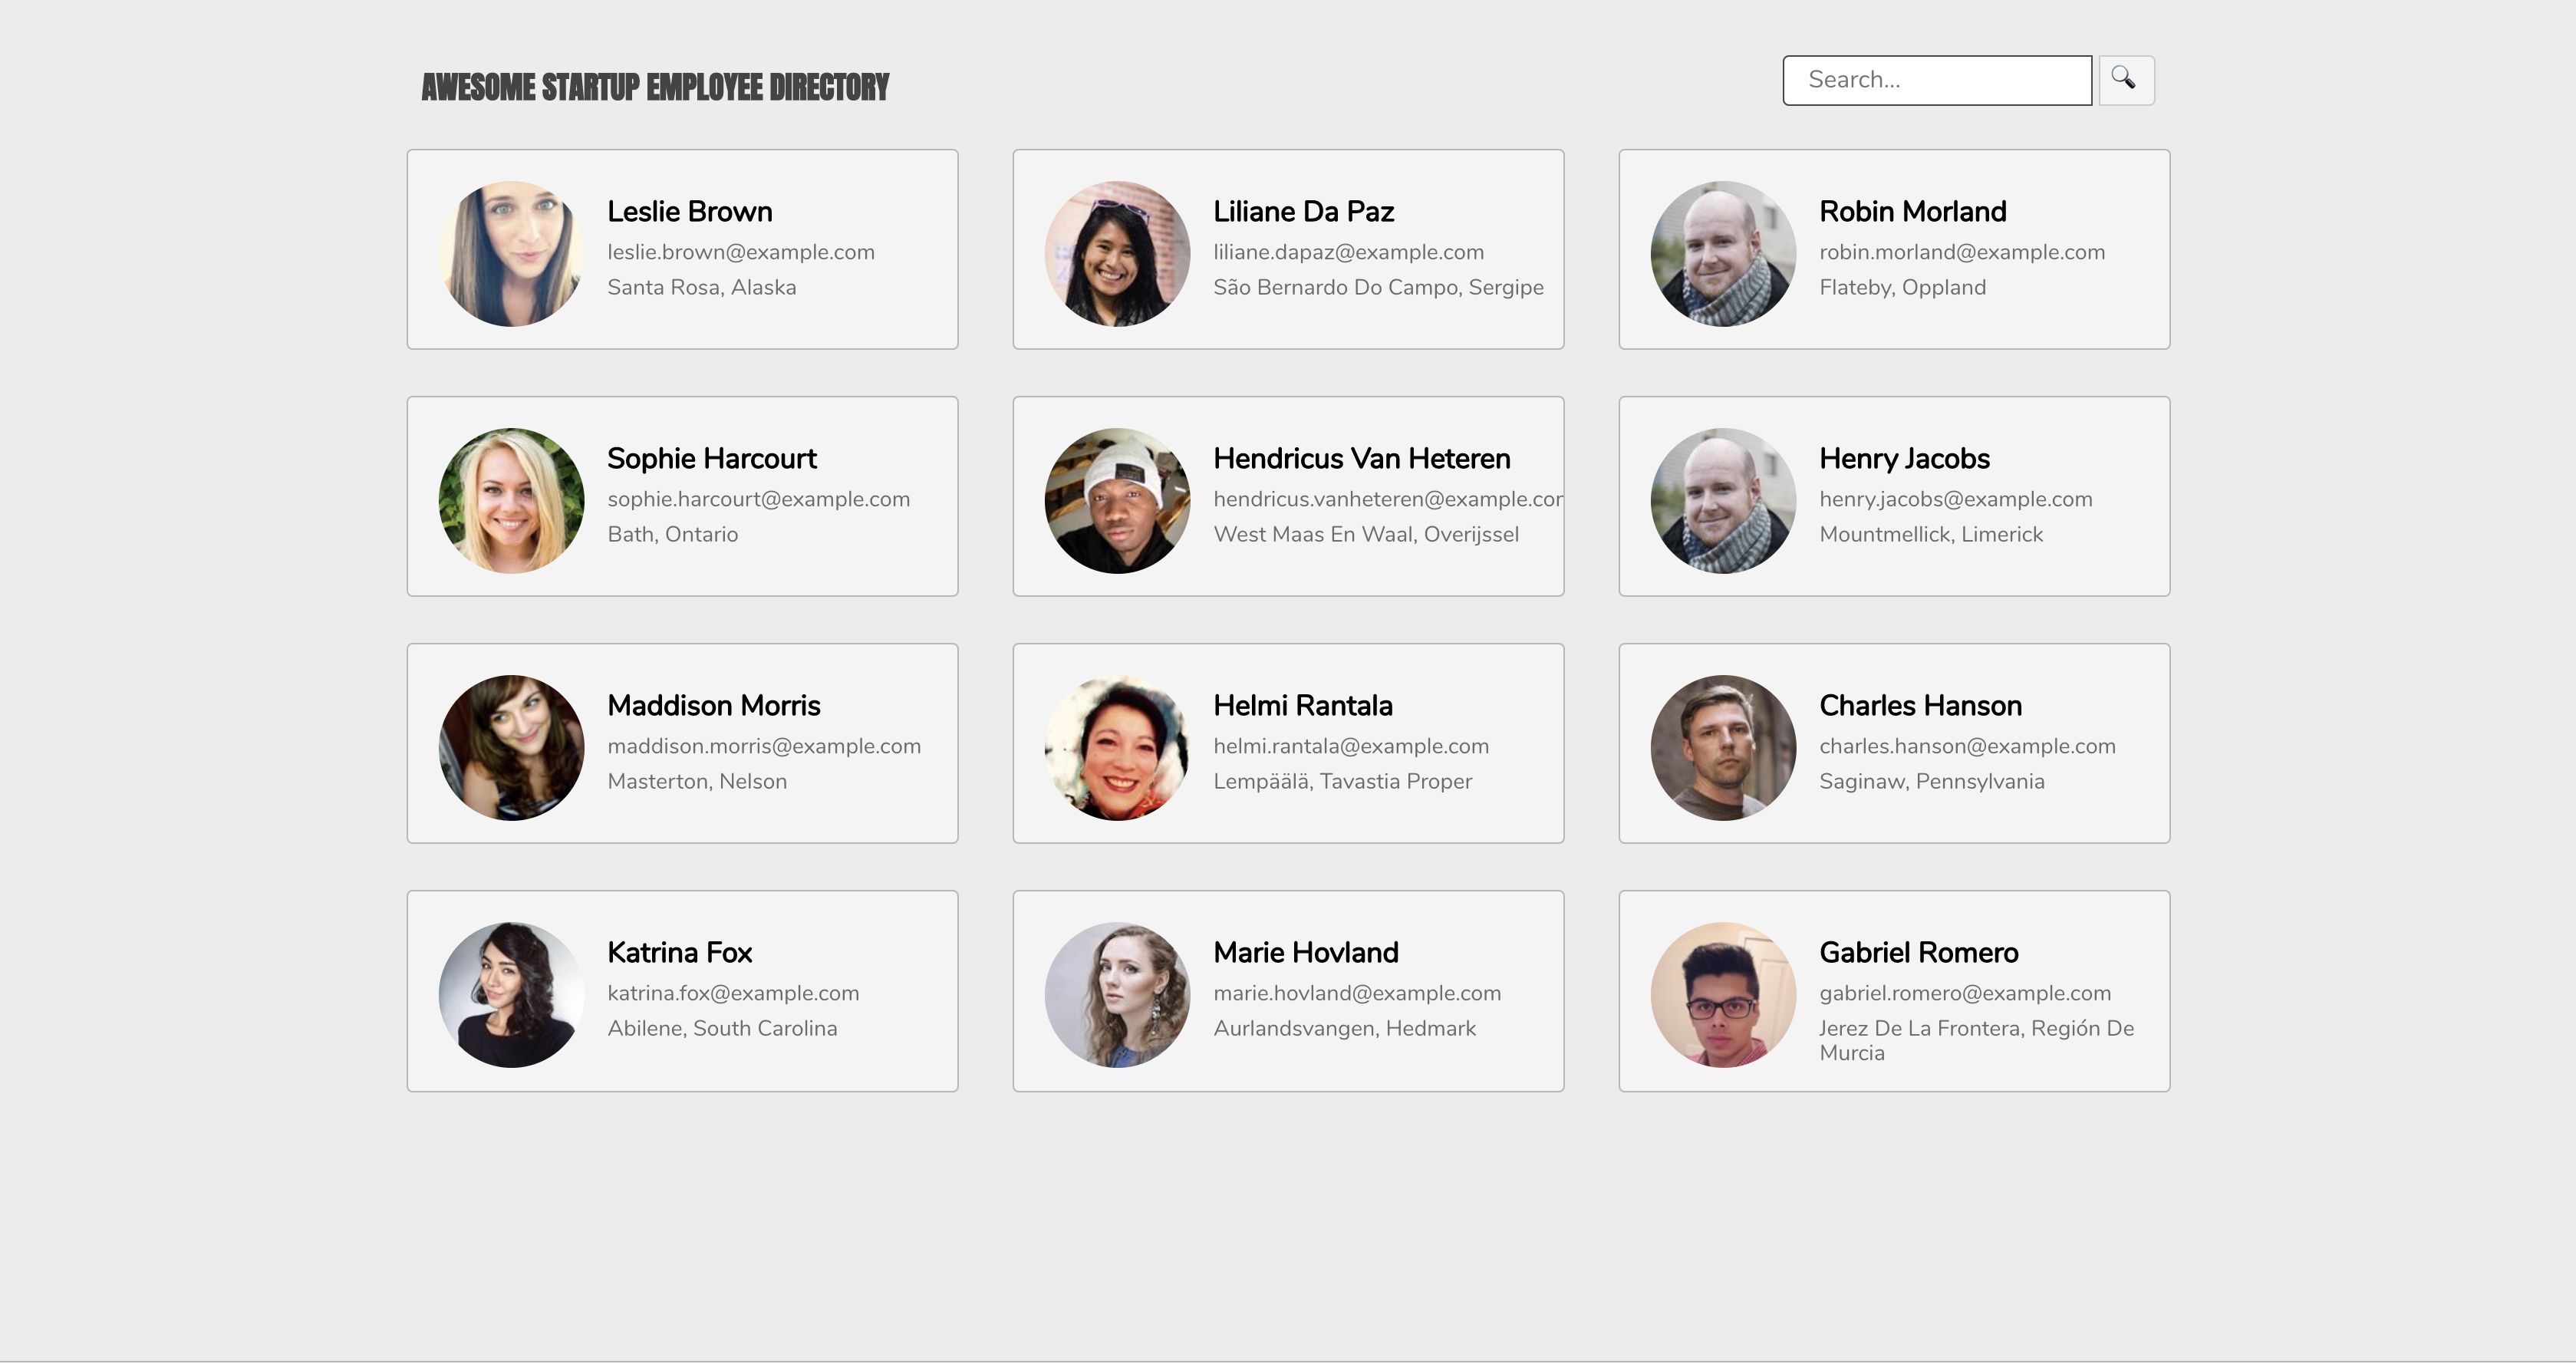 AWESOME STARTUP EMPLOYEE DIRECTORY
Search...
Leslie Brown
leslie.brown@example.com
Santa Rosa, Alaska
Liliane Da Paz
liliane.dapaz@example.com
São Bernardo Do Campo, Sergipe
Robin Morland
robin.morland@example.com
Flateby, Oppland
Sophie Harcourt
sophie.harcourt@example.com
Bath, Ontario
Hendricus Van Heteren
hendricus.vanheteren@example.com
West Maas En Waal, Overijssel
Henry Jacobs
henry.jacobs@example.com
Mountmellick, Limerick
Maddison Morris
maddison.morris@example.com
Masterton, Nelson
Helmi Rantala
helmi.rantala@example.com
Lempäälä, Tavastia Proper
Charles Hanson
charles.hanson@example.com
Saginaw, Pennsylvania
Katrina Fox
katrina.fox@example.com
Abilene, South Carolina
Marie Hovland
marie.hovland@example.com
Aurlandsvangen, Hedmark
Gabriel Romero
gabriel.romero@example.com
Jerez De La Frontera, Región De
Murcia